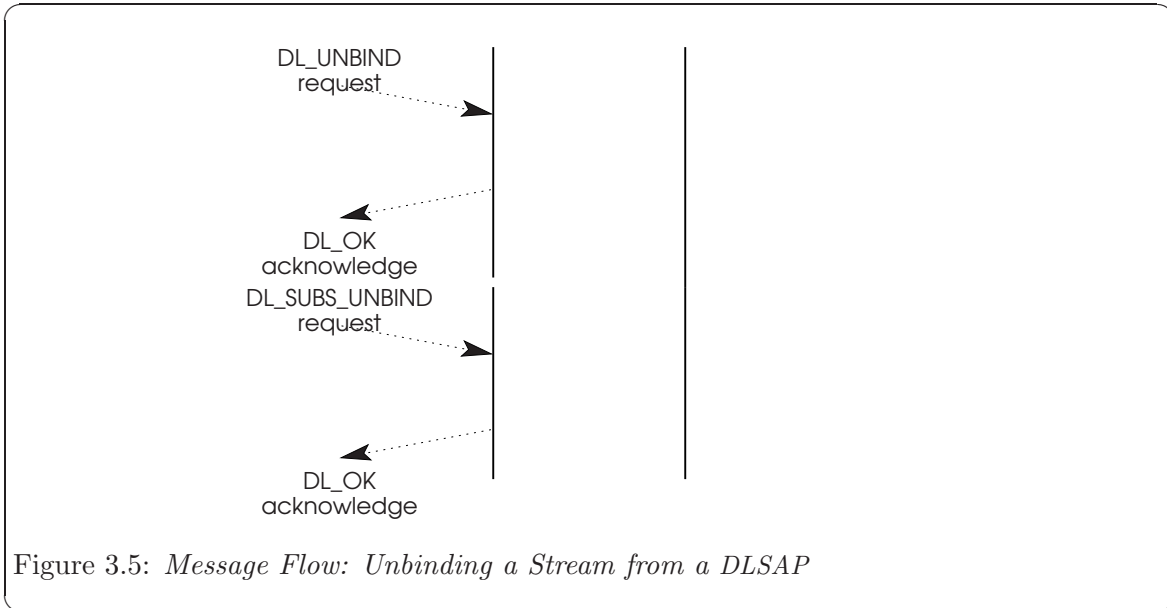 DL_UNBIND
request
DL_OK
acknowledge
DL_SUBS_UNBIND
request
DL_OK
acknowledge
Figure 3.5: Message Flow: Unbinding a Stream from a DLSAP